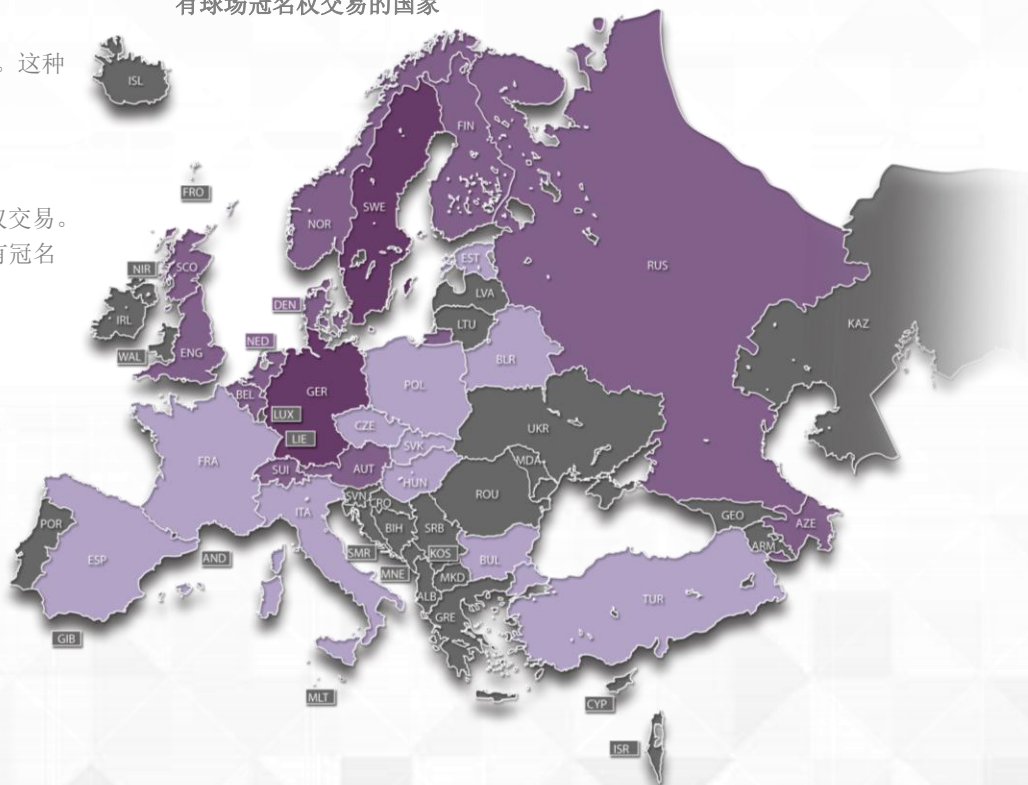 有球场冠名权交易的国家
。这种
权交易。
有冠名
ISL
FRO
FIN
SWE
NOR
RUS
EST
NIR
SCO
LVA
DEN
IRL
LTU
KAZ
NED
WAL
ENG
BLR
POL
GER
BEL
LUX
CZE
UKR
LIE
SVK
MDA
FRA
SUI
AUT
HUN
ROU
SVN
CRO
ITA
POR
BIH
SRB
GEO
AZE
ARM
ESP
AND
SMR
KOS
BUL
MNE
MKD
ALB
TUR
GRE
GIB
MLT
CYP
ISR